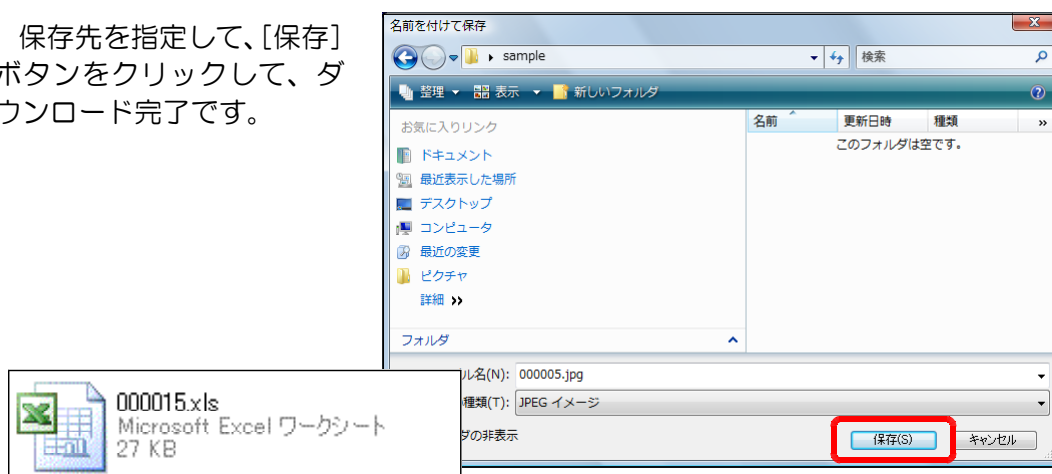 保存先を指定して、[保存]
ボタンをクリックして、ダ
ウンロード完了です。
名前を付けて保存
sample
検索
整理 表示 新しいフォルダ
お気に入りリンク
ドキュメント
最近表示した場所
デスクトップ
コンピュータ
最近の変更
ピクチャ
詳細 »
フォルダ
名前 更新日時 種類 »
このフォルダは空です。
ル名(N): 000005.jpg
種類(T): JPEG イメージ
ダの非表示
保存(S) キャンセル
000015.xls
Microsoft Excel ワークシート
27 KB